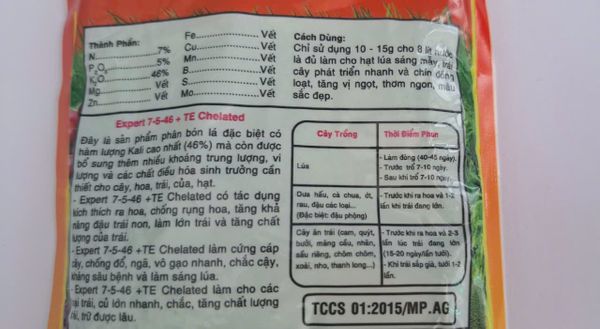 Thành Phần:
N 7%
P₂O₅ 5%
K₂O 46%
Mg Vết
Zn Vết
Fe Vết
Cu Vết
Mn Vết
B Vết
S Vết
Mo Vết
Cách Dùng:
Chỉ sử dụng 10 - 15g cho 8 lít nước
là đủ làm cho hạt lúa sáng mẩy, trái
cây phát triển nhanh và chín đồng
loạt, tăng vị ngọt, thơm ngon, màu
sắc đẹp.
Expert 7-5-46 + TE Chelated
Đây là sản phẩm phân bón lá đặc biệt có
hàm lượng Kali cao nhất (46%) mà còn được
bổ sung thêm nhiều khoáng trung lượng, vi
lượng và các chất điều hóa sinh trưởng cần
thiết cho cây, hoa, trái, của, hạt.
- Expert 7-5-46 +TE Chelated có tác dụng
kích thích ra hoa, chống rụng hoa, tăng khả
năng đậu trái non, làm lớn trái và tăng chất
lượng của trái.
- Expert 7-5-46 +TE Chelated làm cứng cáp
cây, chống đổ, ngã, vô gạo nhanh, chắc cậy,
kháng sâu bệnh và làm sáng lúa.
Expert 7-5-46 +TE Chelated làm cho các
loại trái, củ lớn nhanh, chắc, tăng chất lượng
trái, trữ được lâu.
Cây Trồng
Thời Điểm Phun
Lúa
- Làm đòng (40-45 ngày).
- Trước trổ 7-10 ngày.
- Sau khi trổ 7-10 ngày.
Dưa hấu, cà chua, ớt,
rau, đậu các loại...
(Đặc biệt: đậu phộng)
- Trước khi ra hoa và 1-2
lần khi trái đang lớn.
Cây ăn trái (cam, quýt,
bưởi, mãng cầu, nhãn,
sầu riêng, chôm chôm,
xoài, nho, thanh long...)
- Trước khi ra hoa và 2-3
lần lúc trái đang lớn
(15-20 ngày/lần tưới).
- Khi trái sắp già, tưới 1-2
lần.
TCCS 01:2015/MP.AG